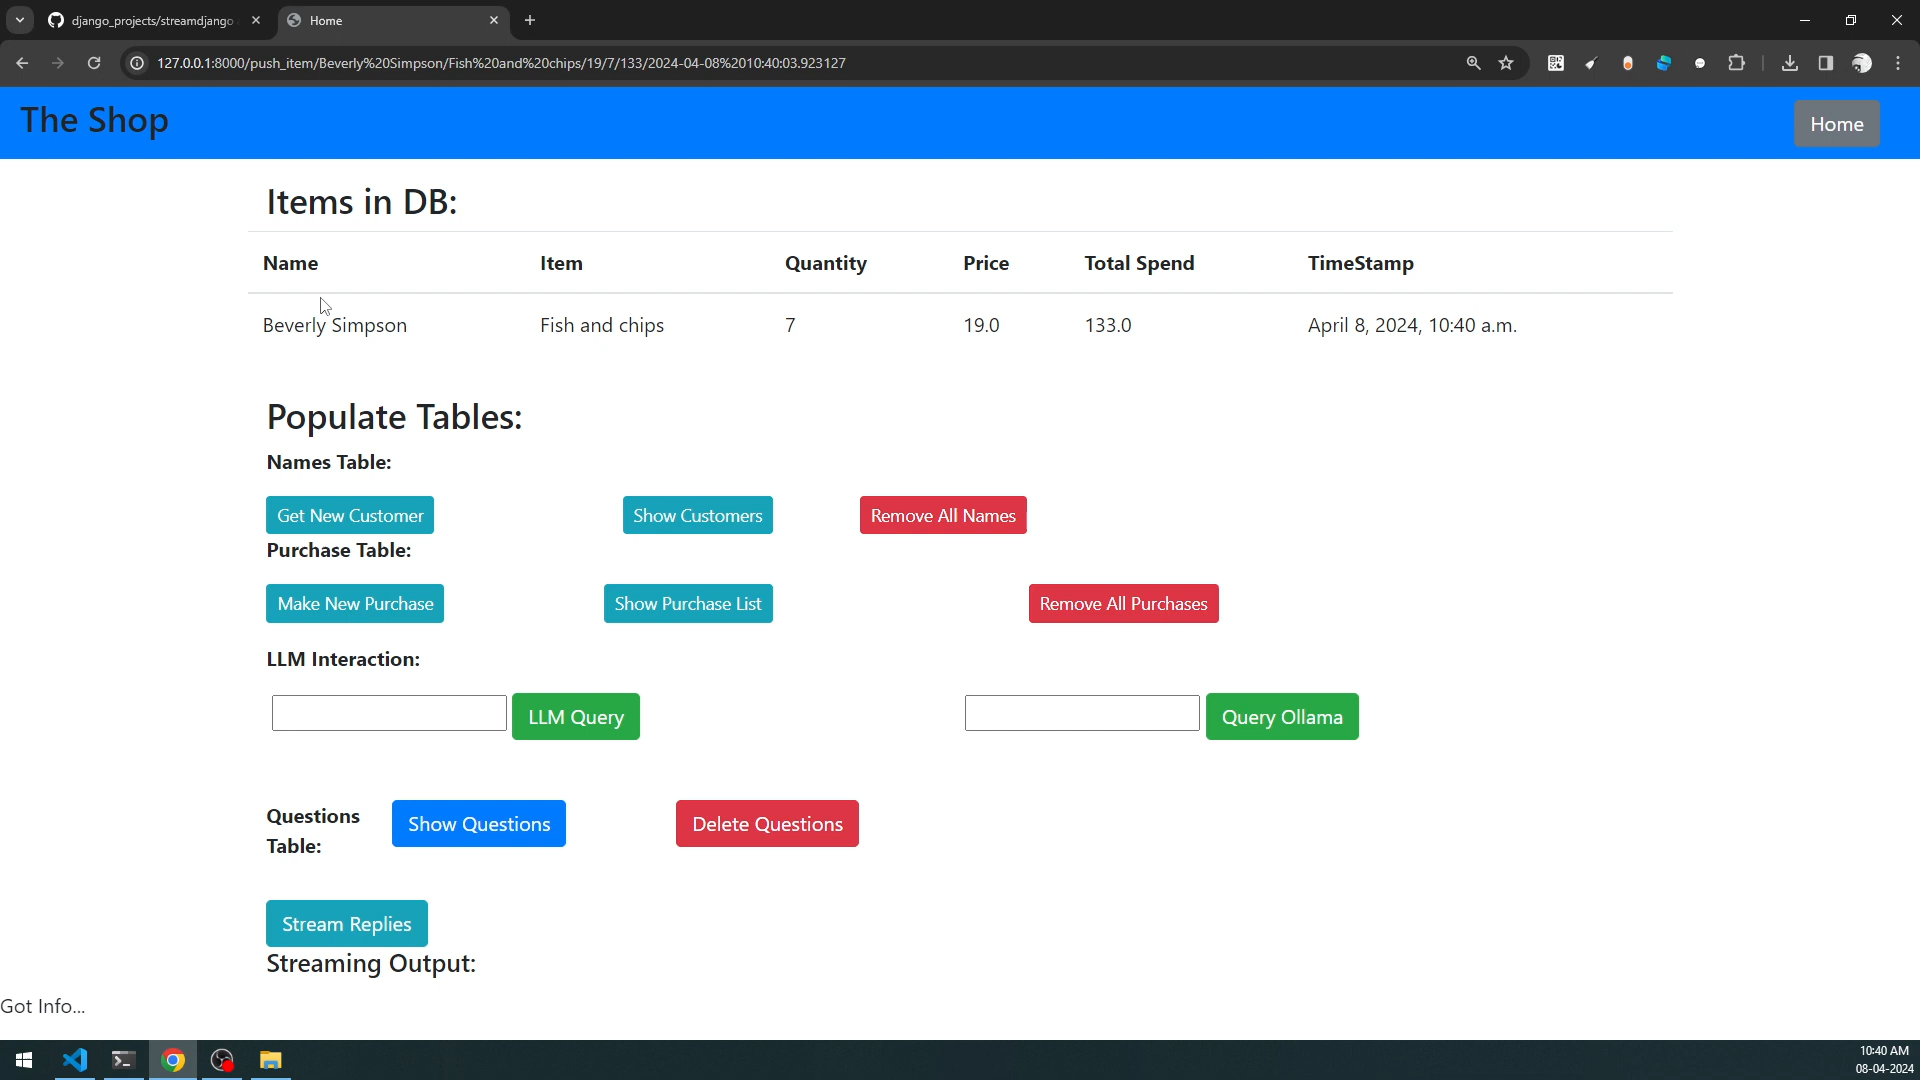 django_projects/streamdjango
Home
127.0.0.1:8000/push_item/Beverly%20Simpson/Fish%20and%20chips/19/7/133/2024-04-08%2010:40:03.923127
The Shop
Home
Items in DB:
Name Item Quantity Price Total Spend TimeStamp
Beverly Simpson Fish and chips 7 19.0 133.0 April 8, 2024, 10:40 a.m.
Populate Tables:
Names Table:
Get New Customer Show Customers Remove All Names
Purchase Table:
Make New Purchase Show Purchase List Remove All Purchases
LLM Interaction:
LLM Query Query Ollama
Questions
Table:
Show Questions Delete Questions
Stream Replies
Streaming Output:
Got Info...
10:40 AM
08-04-2024